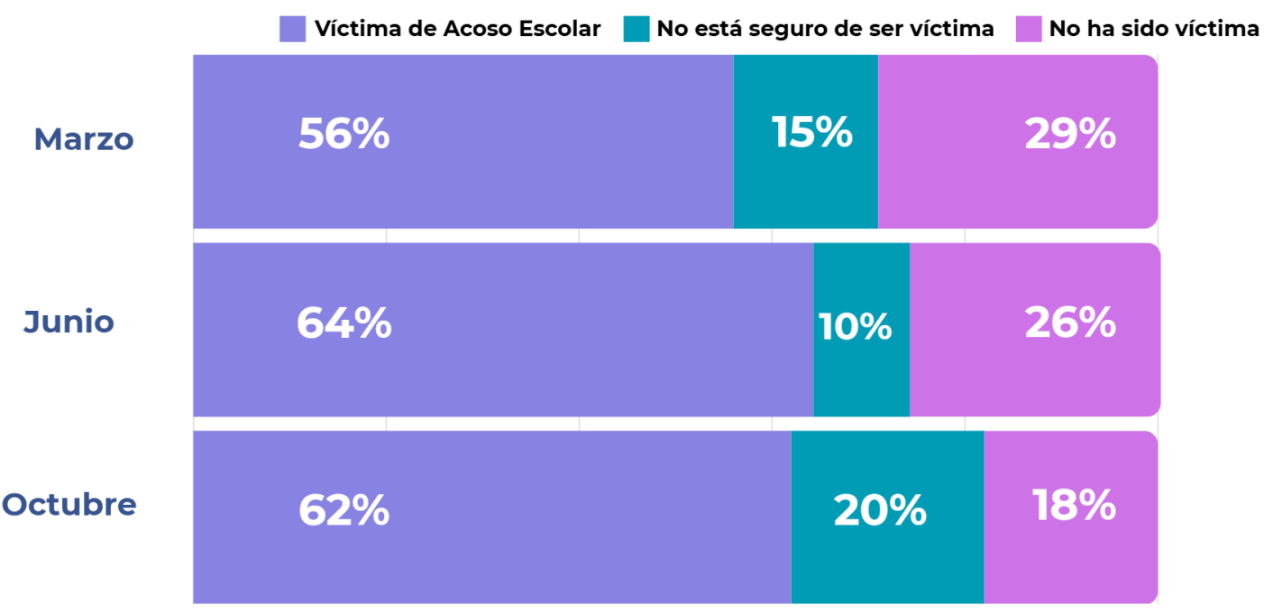 Víctima de Acoso Escolar No está seguro de ser víctima No ha sido víctima
Marzo 56% 15% 29%
Junio 64% 10% 26%
Octubre 62% 20% 18%